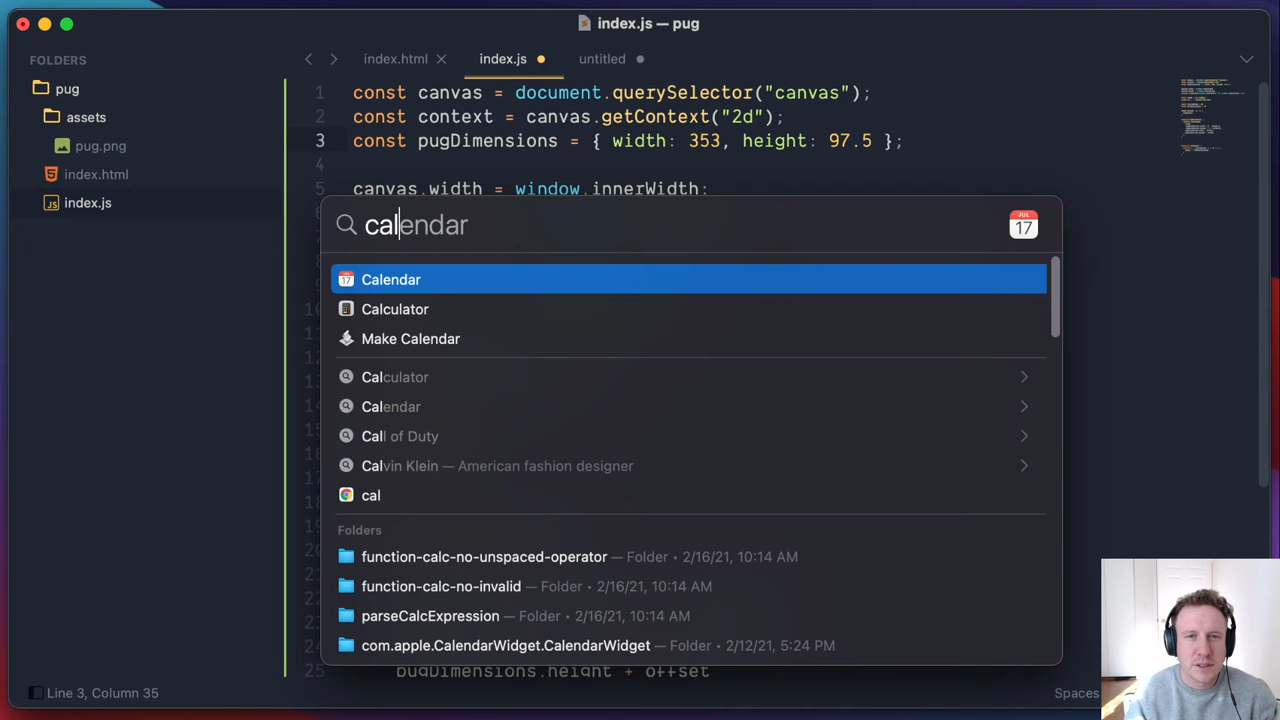 index.js — pug
FOLDERS
pug
assets
pug.png
index.html
index.js
index.html
index.js
untitled
1 const canvas = document.querySelector("canvas");
2 const context = canvas.getContext("2d");
3 const pugDimensions = { width: 353, height: 97.5 };
4
5 canvas.width = window.innerWidth;
calendar
JUL
17
Calendar
Calculator
Make Calendar
Calculator
Calendar
Call of Duty
Calvin Klein — American fashion designer
cal
Folders
function-calc-no-unspaced-operator — Folder • 2/16/21, 10:14 AM
function-calc-no-invalid — Folder • 2/16/21, 10:14 AM
parseCalcExpression — Folder • 2/16/21, 10:14 AM
com.apple.CalendarWidget.CalendarWidget — Folder • 2/12/21, 5:24 PM
25 pugDimensions.height + offset
Line 3, Column 35
Spaces